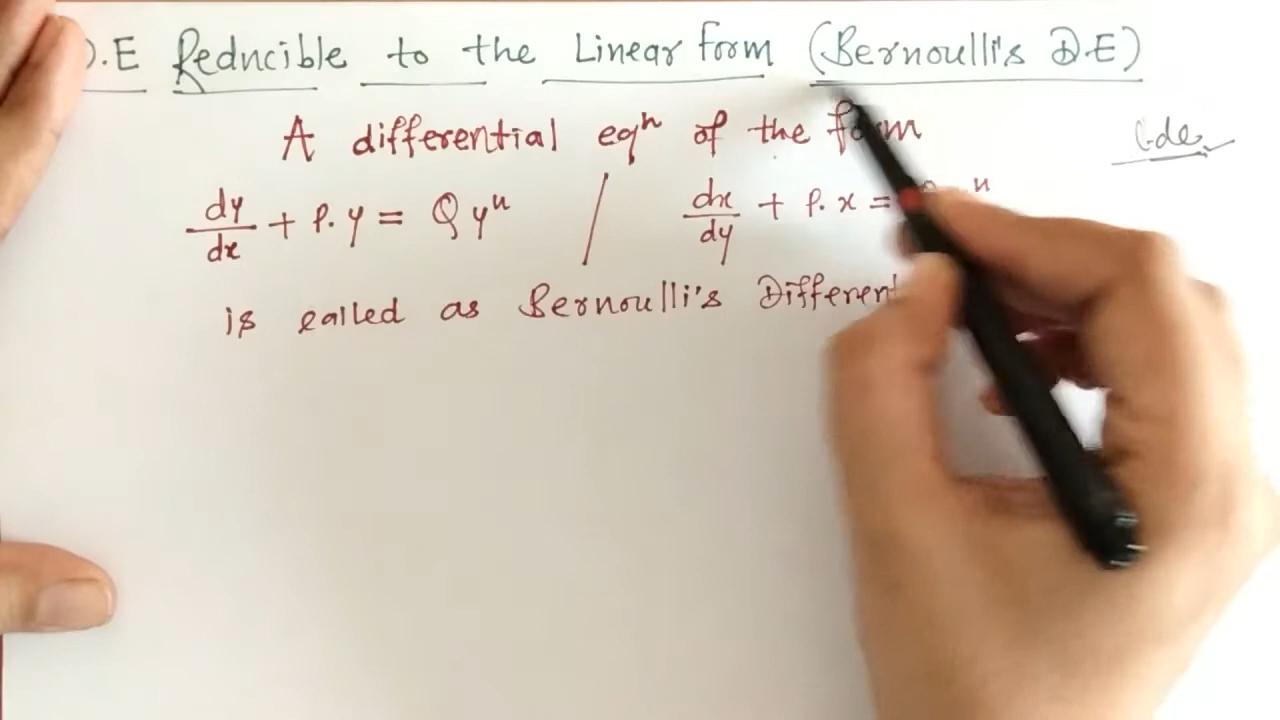 D.E Reducible to the Linear form (Bernoulli's D.E)
A differential eqⁿ of the form
dy/dx + P.y = Q yⁿ / dx/dy + P.x =
is called as Bernoulli's